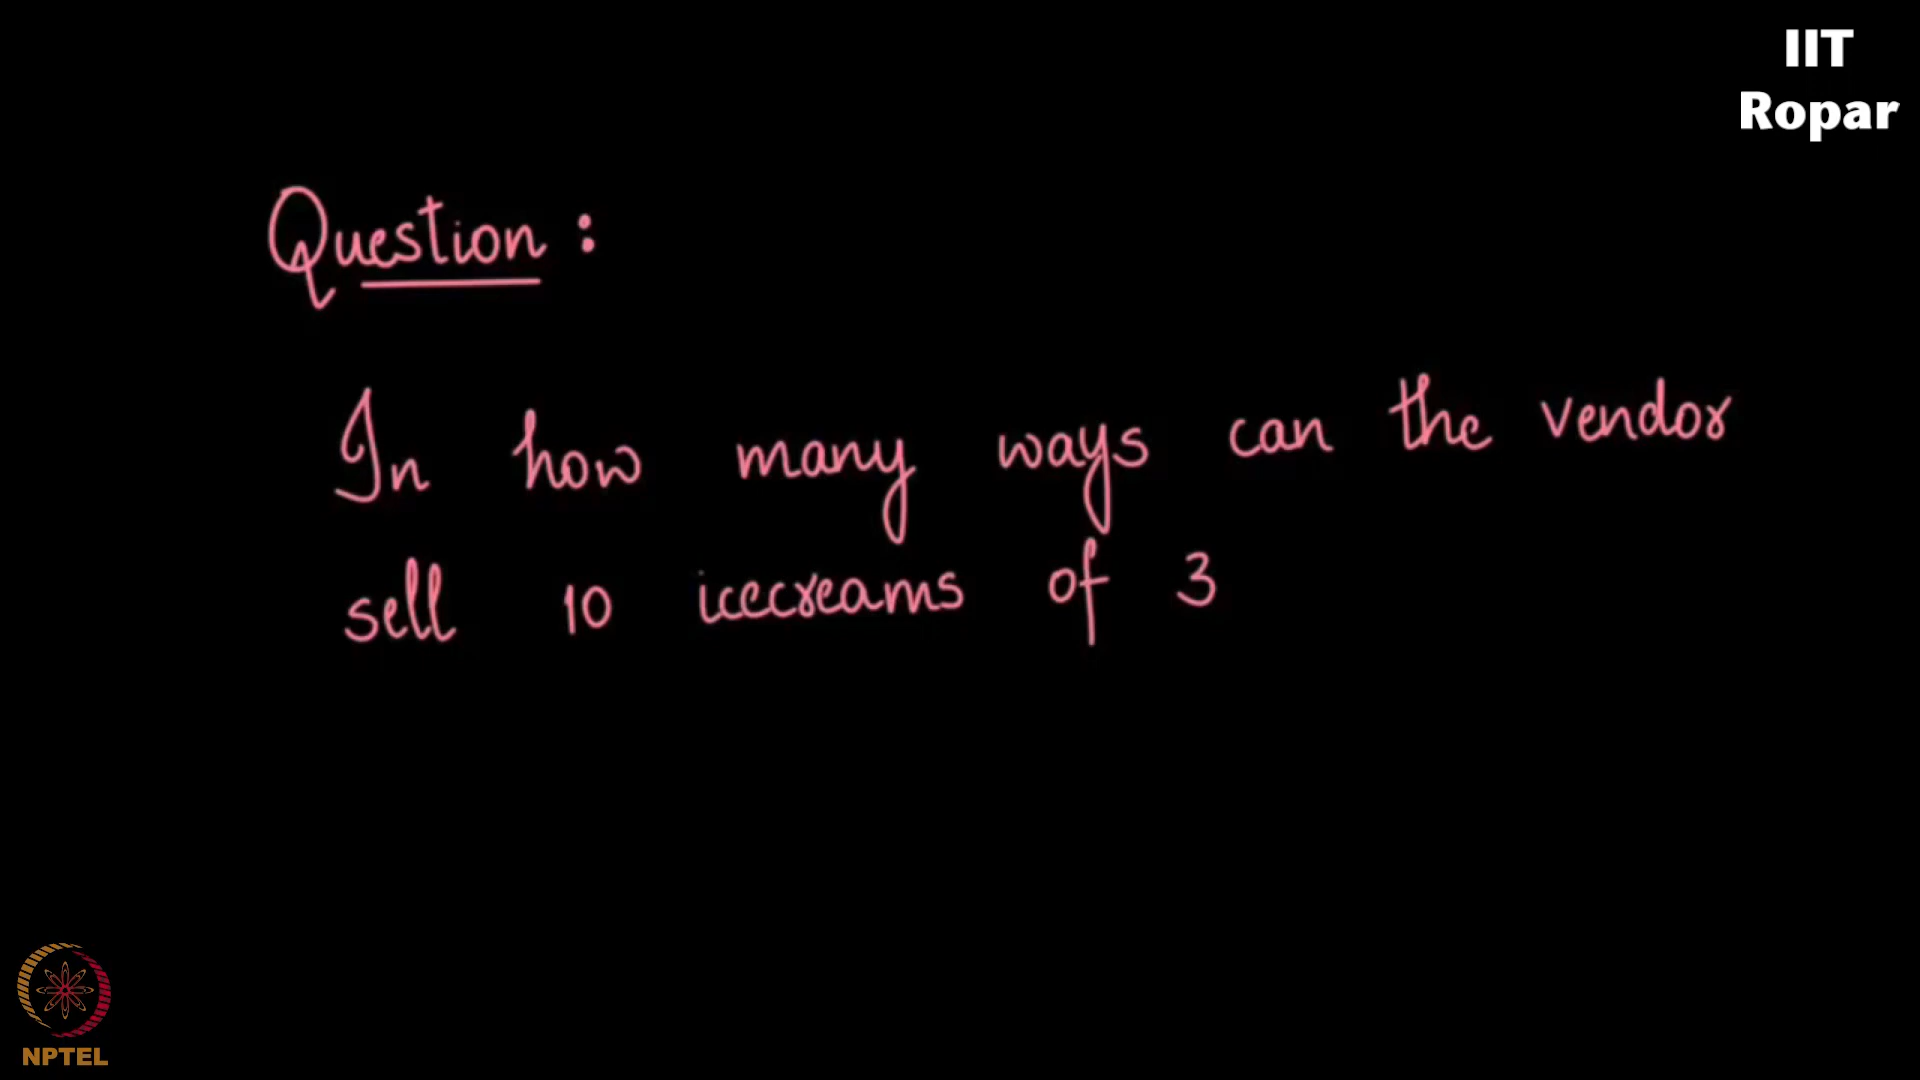 IIT
Ropar
Question :
In how many ways can the vendor
sell 10 icecreams of 3
NPTEL